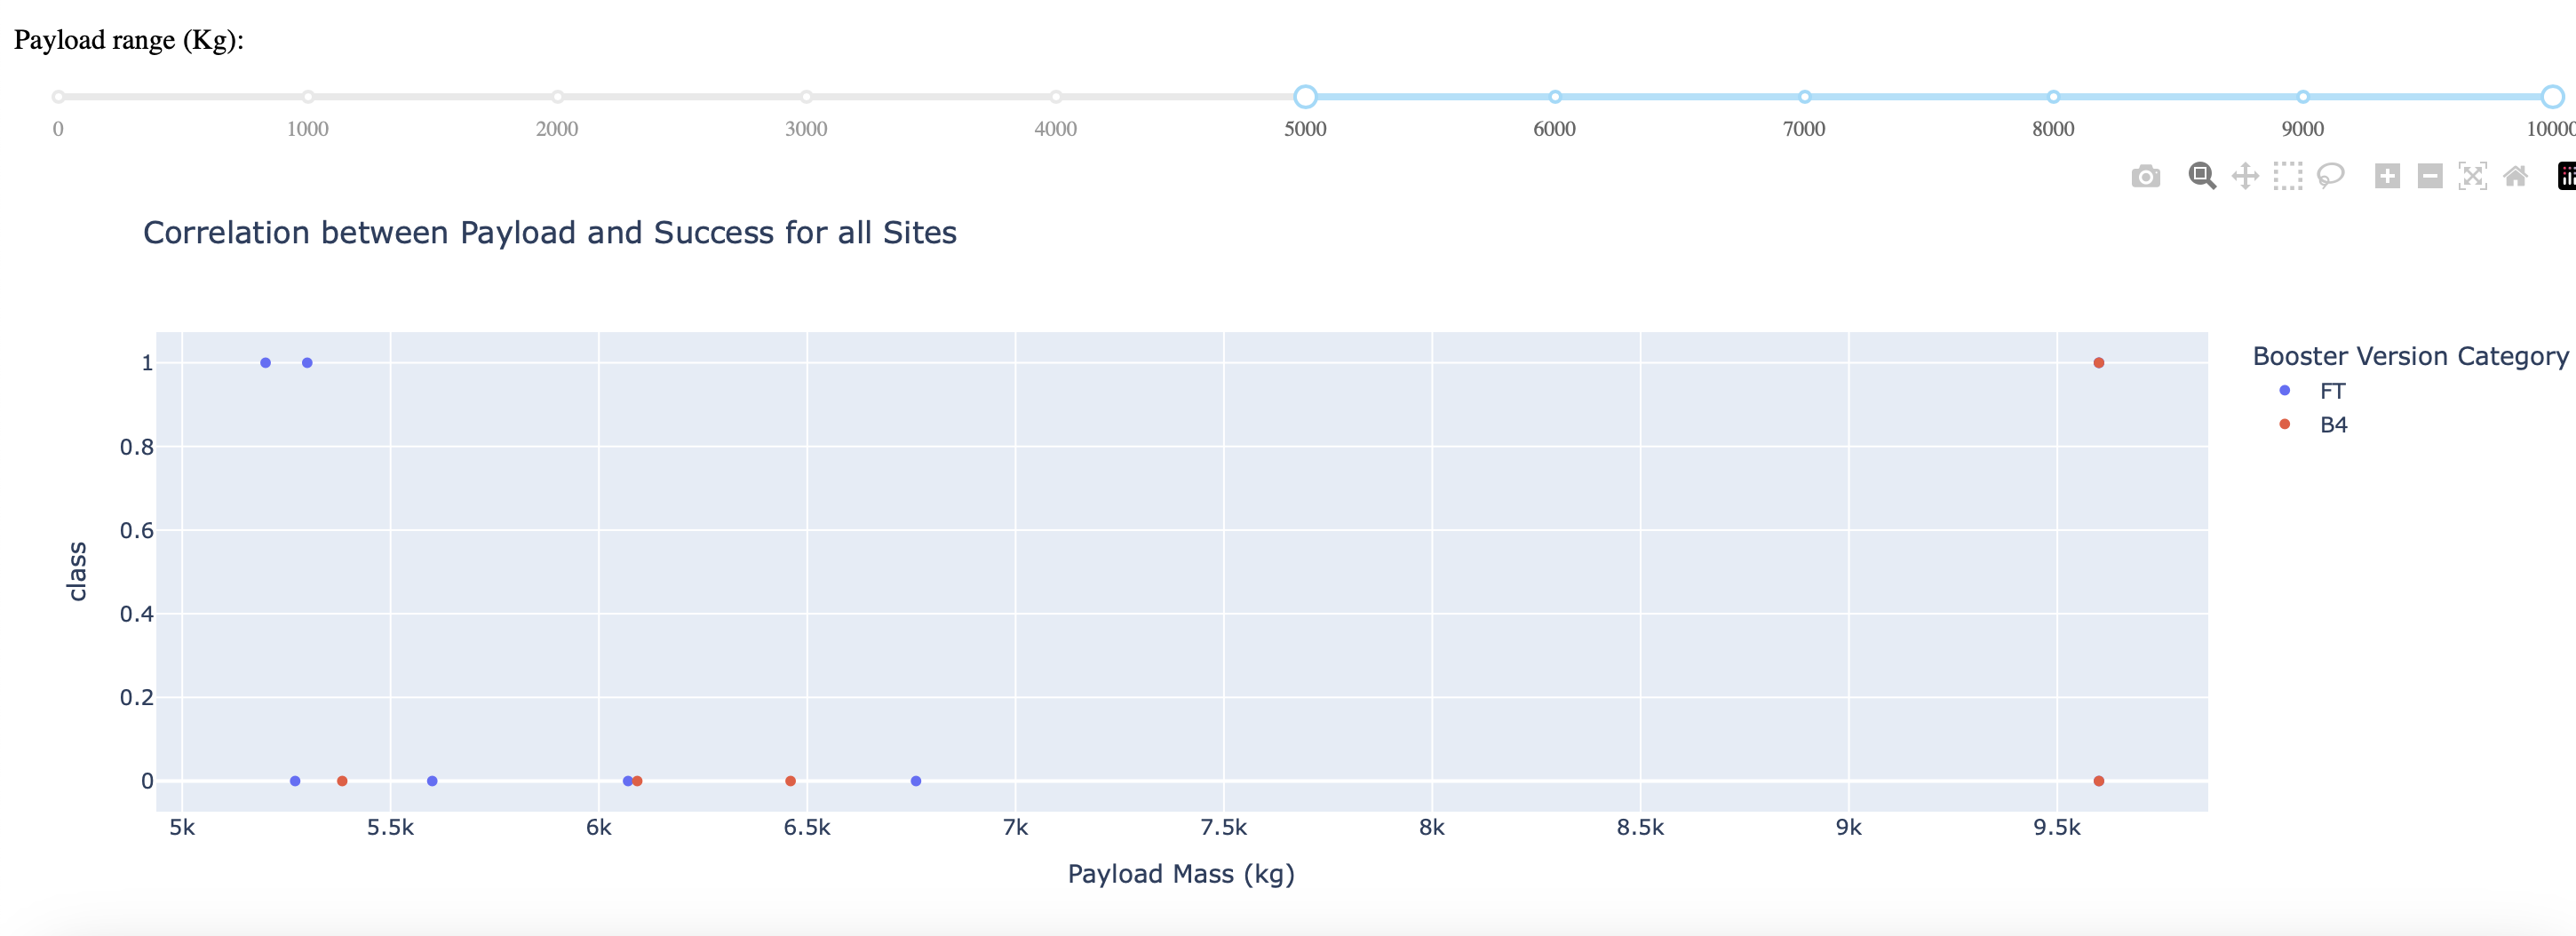 Payload range (Kg):
0 1000 2000 3000 4000 5000 6000 7000 8000 9000 10000
Correlation between Payload and Success for all Sites
1
0.8
0.6
0.4
0.2
0
class
5k 5.5k 6k 6.5k 7k 7.5k 8k 8.5k 9k 9.5k
Payload Mass (kg)
Booster Version Category
FT
B4